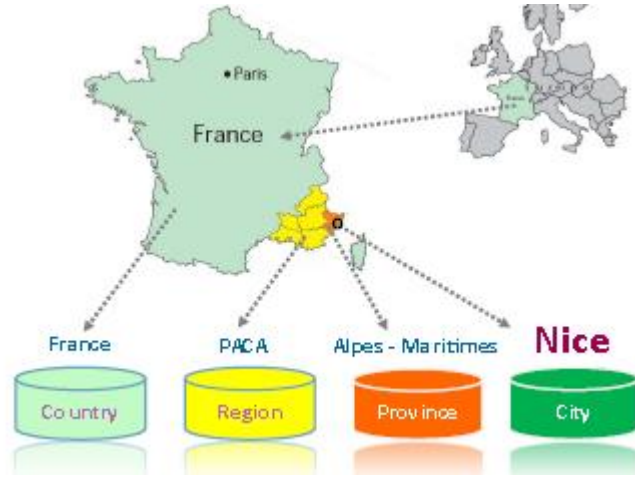 Paris
France
France
PACA
Alpes - Maritimes
Nice
Country
Region
Province
City